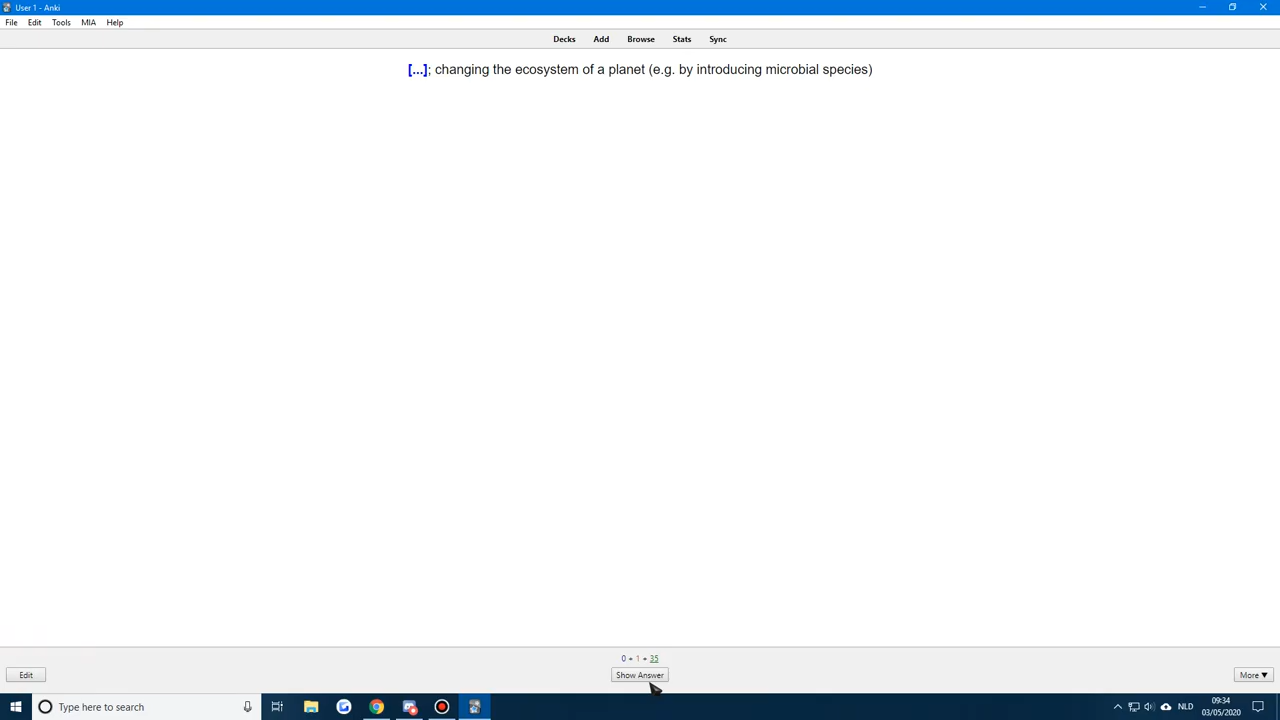 User 1 - Anki
File Edit Tools MIA Help
Decks Add Browse Stats Sync
[...]; changing the ecosystem of a planet (e.g. by introducing microbial species)
0 + 1 + 35
Edit Show Answer More ▼
Type here to search NLD 09:34
03/05/2020